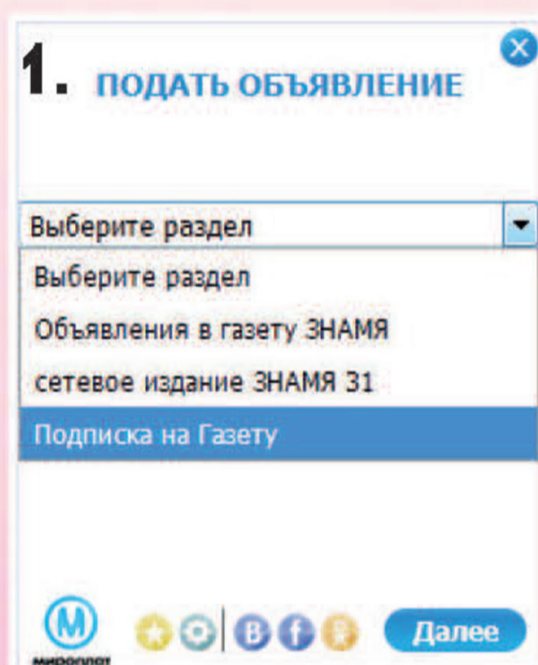 1. ПОДАТЬ ОБЪЯВЛЕНИЕ
Выберите раздел
Выберите раздел
Объявления в газету ЗНАМЯ
сетевое издание ЗНАМЯ 31
Подписка на Газету
Далее